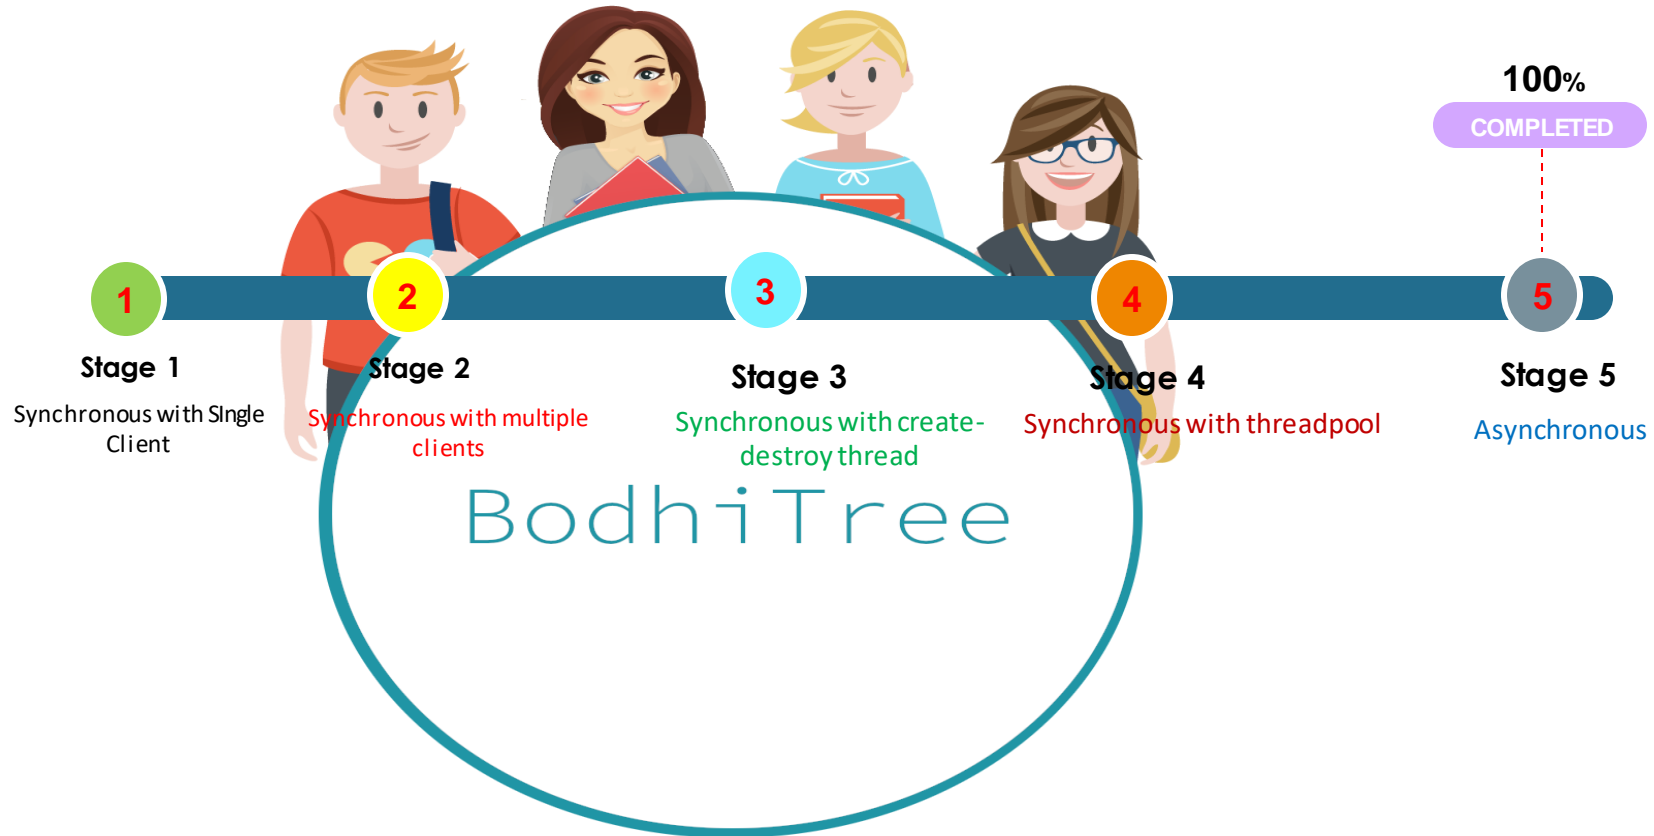 100%
COMPLETED
1
2
3
4
5
Stage 1
Stage 2
Stage 3
Stage 4
Stage 5
Synchronous with SIngle
Client
Synchronous with multiple
clients
Synchronous with create-
destroy thread
Synchronous with threadpool
Asynchronous
BodhiTree